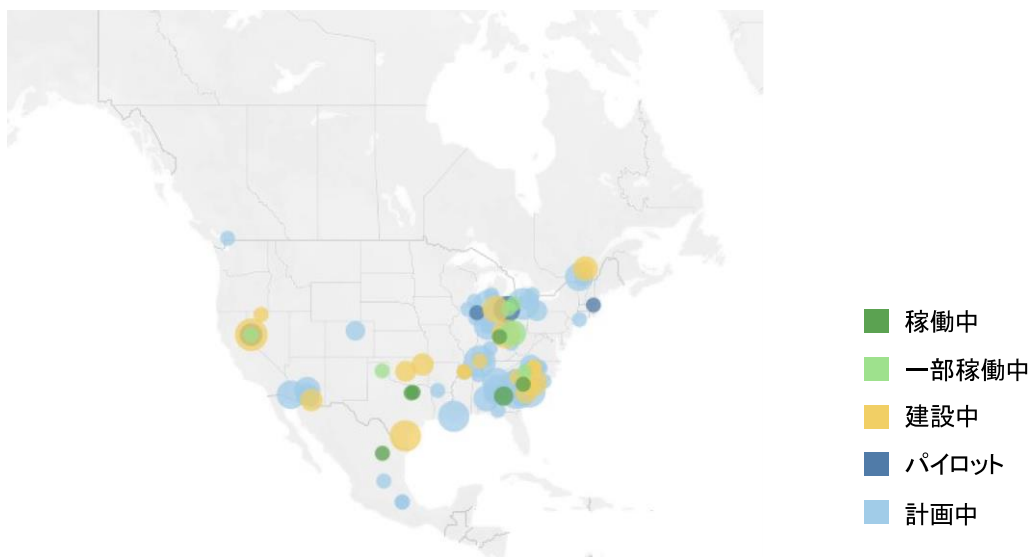 稼働中
一部稼働中
建設中
パイロット
計画中